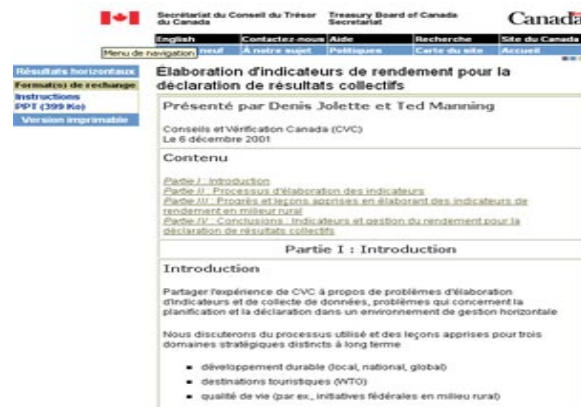 Secrétariat du Conseil du Trésor du Canada
Treasury Board of Canada Secretariat
Canada
English Contactez-nous Aide Recherche Site du Canada
Menu de navigation
neuf À notre sujet Politiques Carte du site Accueil
Résultats horizontaux
Format(s) de rechange
Instructions
PPT (399 Ko)
Version imprimable
Élaboration d'indicateurs de rendement pour la
déclaration de résultats collectifs
Présenté par Denis Jolette et Ted Manning
Conseils et Vérification Canada (CVC)
Le 6 décembre 2001
Contenu
Partie I : Introduction
Partie II : Processus d'élaboration des indicateurs
Partie III : Progrès et leçons apprises en élaborant des indicateurs de
rendement en milieu rural
Partie IV : Conclusions : Indicateurs et gestion du rendement pour la
déclaration de résultats collectifs
Partie I : Introduction
Introduction
Partager l'expérience de CVC à propos de problèmes d'élaboration
d'indicateurs et de collecte de données, problèmes qui concernent la
planification et la déclaration dans un environnement de gestion horizontale
Nous discuterons du processus utilisé et des leçons apprises pour trois
domaines stratégiques distincts à long terme
développement durable (local, national, global)
destinations touristiques (WTO)
qualité de vie (par ex., initiatives fédérales en milieu rural)